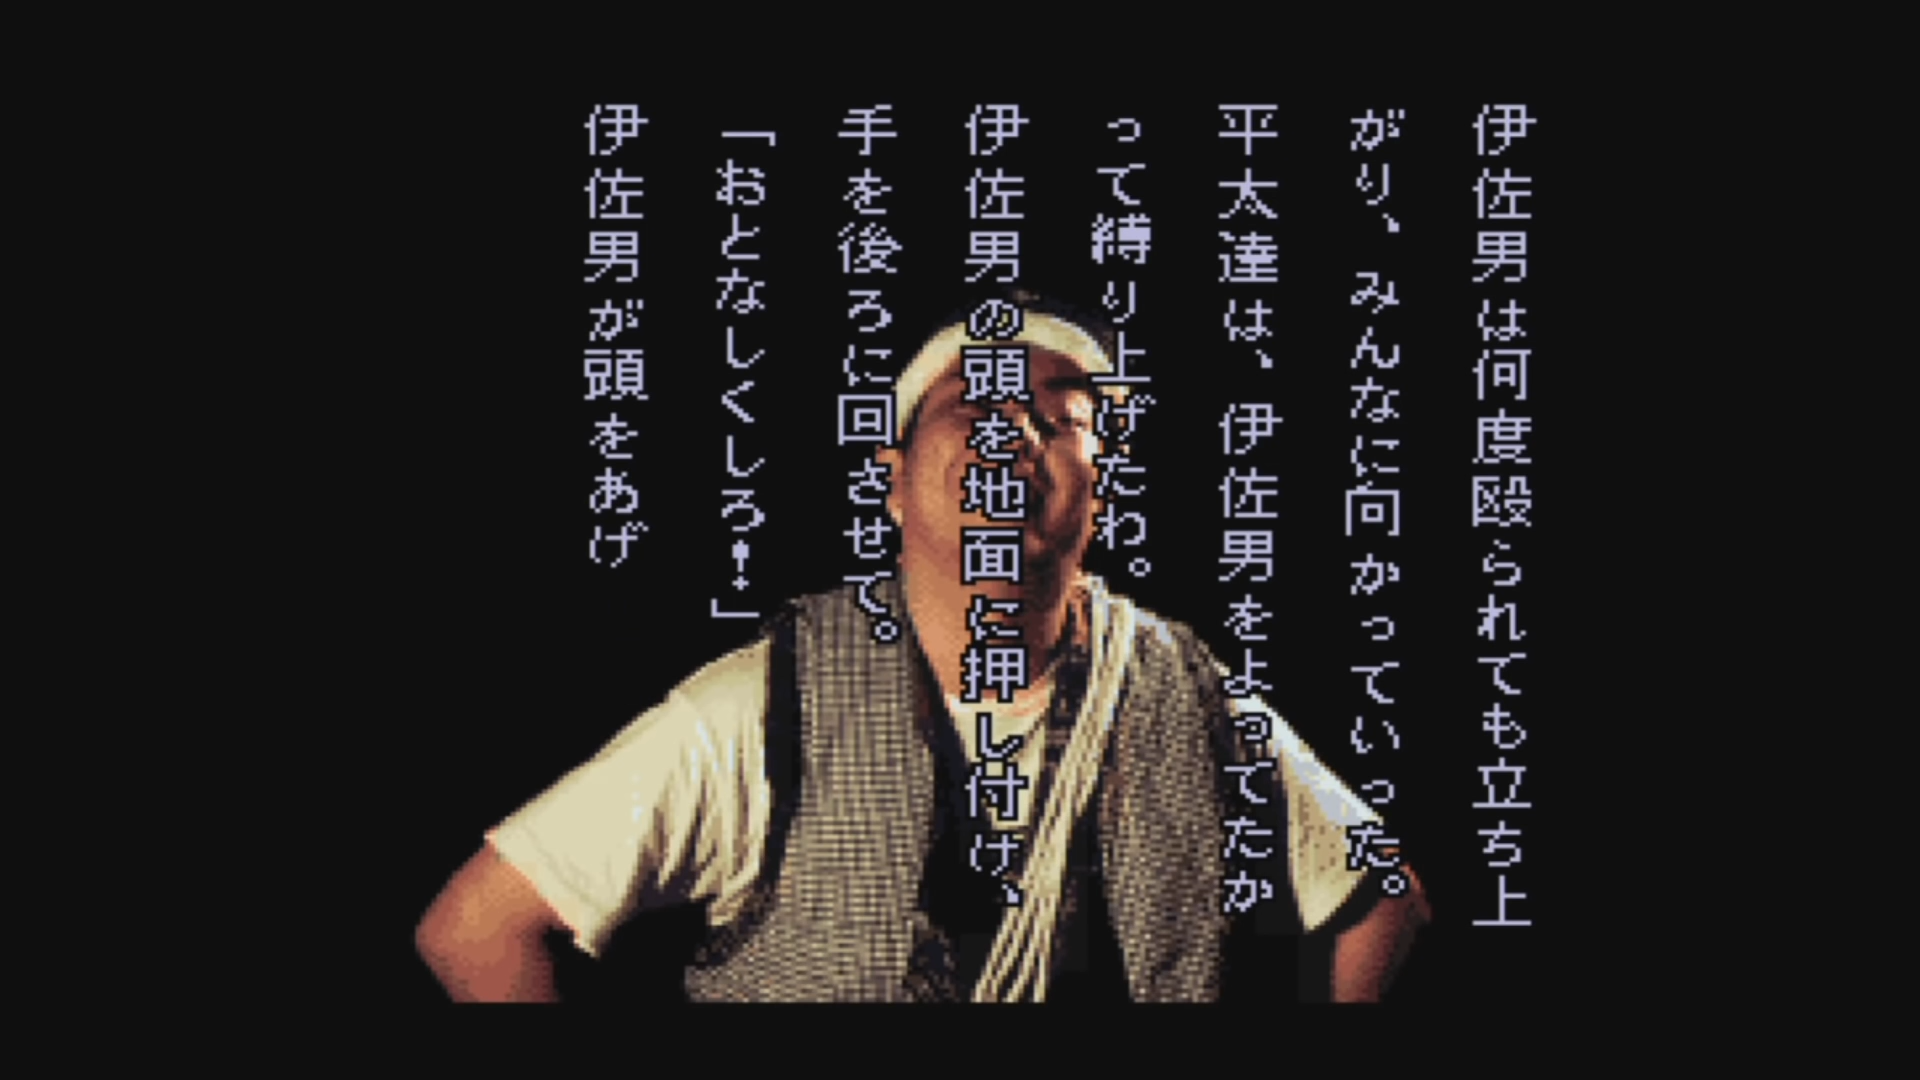 伊佐男は何度殴られても立ち上
がり、みんなに向かっていった。
平太達は、伊佐男をよってたか
って縛り上げたわ。
伊佐男の頭を地面に押し付け、
手を後ろに回させて。
「おとなしくしろ！」
伊佐男が頭をあげ